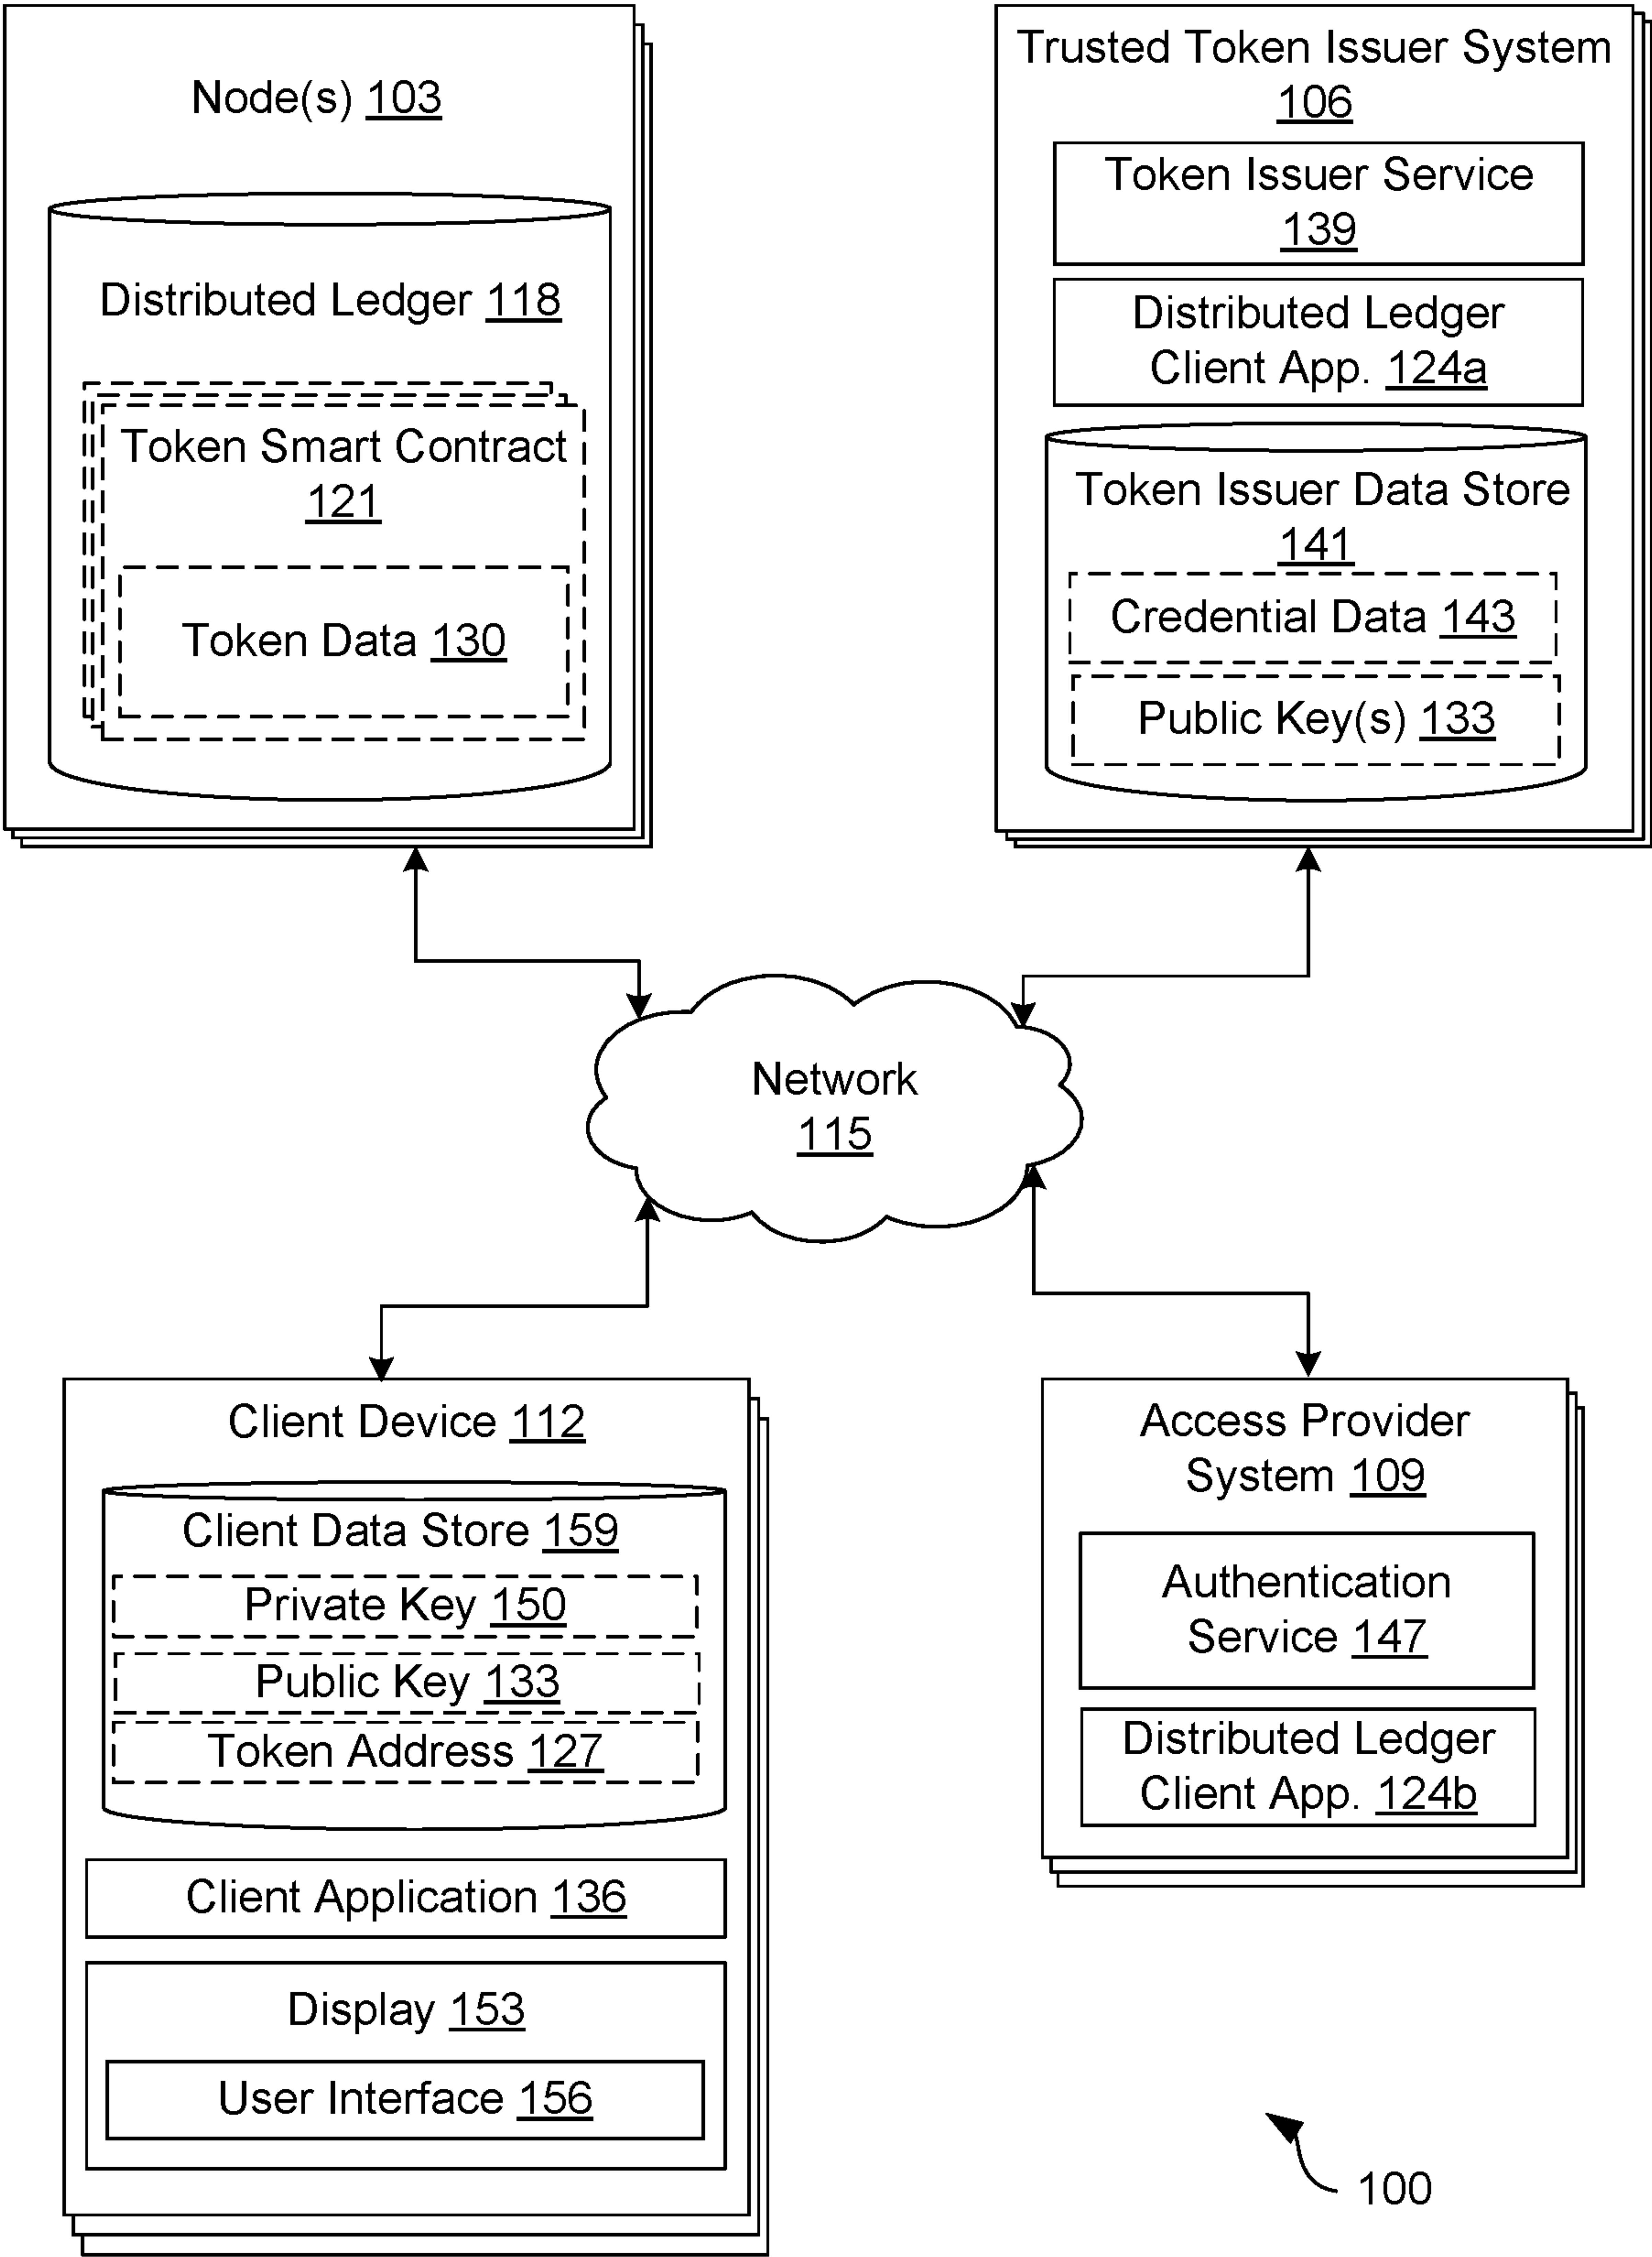 Node(s) 103
Distributed Ledger 118
Token Smart Contract
121
Token Data 130
Trusted Token Issuer System
106
Token Issuer Service
139
Distributed Ledger
Client App. 124a
Token Issuer Data Store
141
Credential Data 143
Public Key(s) 133
Network
115
Client Device 112
Client Data Store 159
Private Key 150
Public Key 133
Token Address 127
Client Application 136
Display 153
User Interface 156
Access Provider
System 109
Authentication
Service 147
Distributed Ledger
Client App. 124b
100